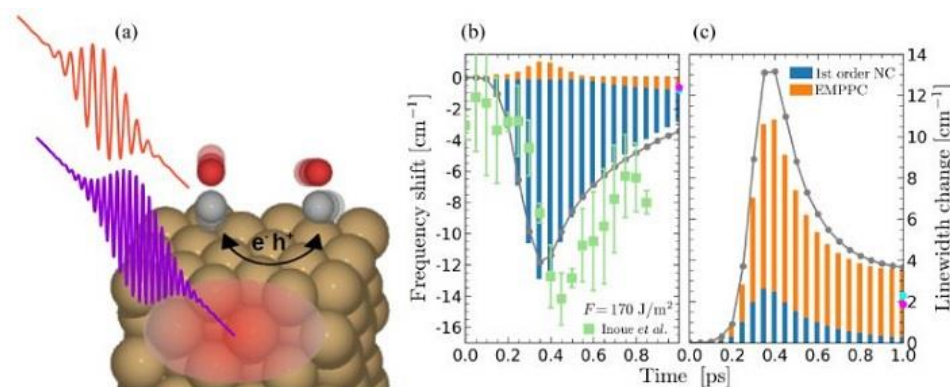 (a)
e⁻h⁺
(b)
Frequency shift [cm⁻¹]
0
-2
-4
-6
-8
-10
-12
-14
-16
F = 170 J/m²
Inoue et al.
0.0 0.2 0.4 0.6 0.8
(c)
1st order NC
EMPPC
14
12
10
8
6
4
2
0
Linewidth change [cm⁻¹]
0.0 0.2 0.4 0.6 0.8 1.0
Time [ps]